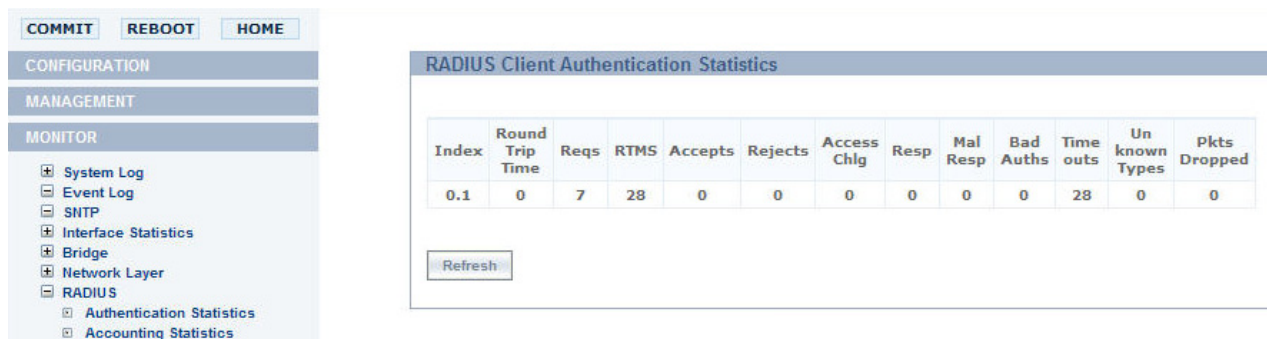 COMMIT REBOOT HOME
CONFIGURATION
MANAGEMENT
MONITOR
System Log
Event Log
SNTP
Interface Statistics
Bridge
Network Layer
RADIUS
Authentication Statistics
Accounting Statistics
RADIUS Client Authentication Statistics
Index Round Trip Time Reqs RTMS Accepts Rejects Access Chlg Resp Mal Resp Bad Auths Time outs Un known Types Pkts Dropped
0.1 0 7 28 0 0 0 0 0 0 28 0 0
Refresh